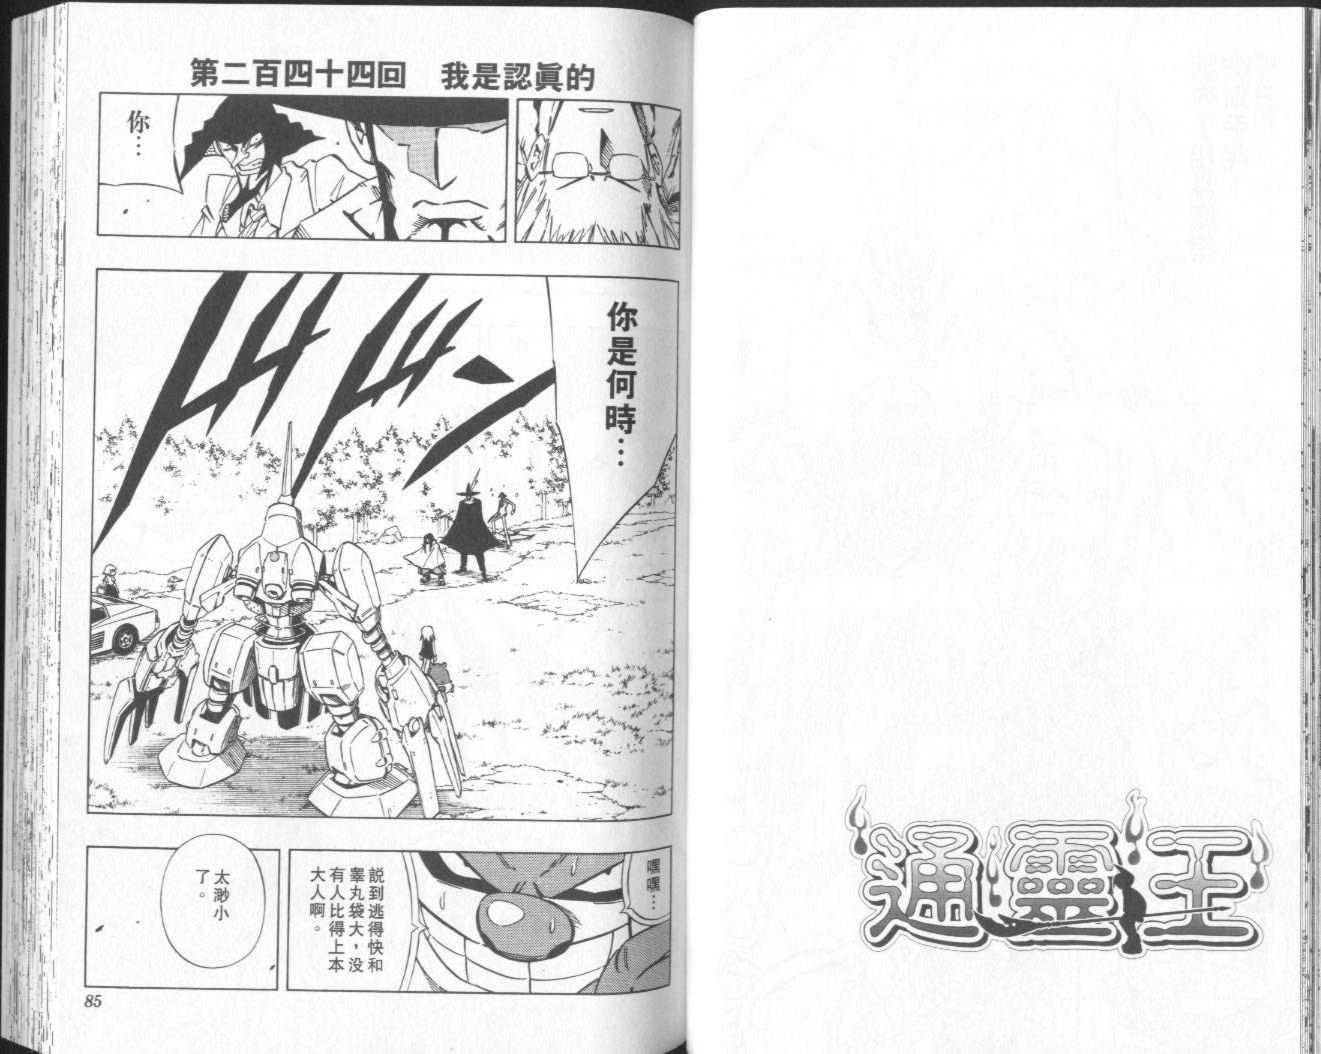 第二百四十四回 我是認眞的
你…
你是何時…
嘿嘿…
說到逃得快和
睾丸袋大，没
有人比得上本
大人啊。
太渺小
了。
85
通靈王